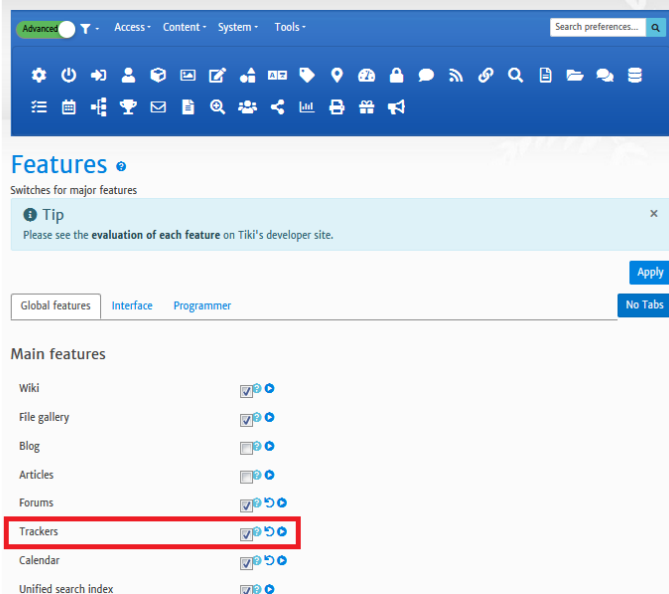 Advanced Access Content System Tools Search preferences...
Features
Switches for major features
Tip ×
Please see the evaluation of each feature on Tiki's developer site.
Apply
Global features Interface Programmer No Tabs
Main features
Wiki
File gallery
Blog
Articles
Forums
Trackers
Calendar
Unified search index